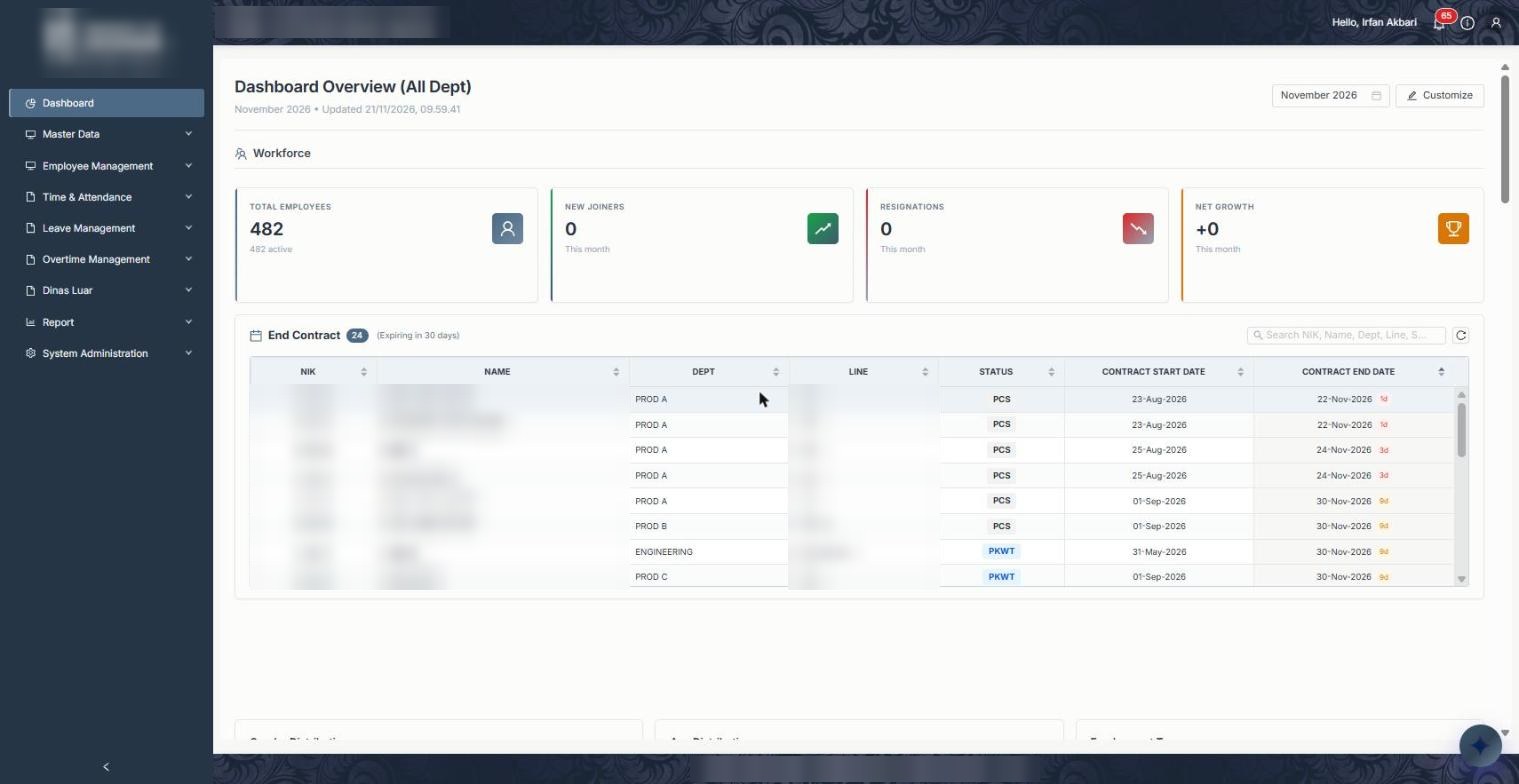 Hello, Irfan Akbari 65
Dashboard
Master Data
Employee Management
Time & Attendance
Leave Management
Overtime Management
Dinas Luar
Report
System Administration
Dashboard Overview (All Dept)
November 2026 • Updated 21/11/2026, 09.59.41
November 2026 Customize
Workforce
TOTAL EMPLOYEES
482
482 active
NEW JOINERS
0
This month
RESIGNATIONS
0
This month
NET GROWTH
+0
This month
End Contract 24 (Expiring in 30 days) Search NIK, Name, Dept, Line, S...
NIK NAME DEPT LINE STATUS CONTRACT START DATE CONTRACT END DATE
PROD A PCS 23-Aug-2026 22-Nov-2026 1d
PROD A PCS 23-Aug-2026 22-Nov-2026 1d
PROD A PCS 25-Aug-2026 24-Nov-2026 3d
PROD A PCS 25-Aug-2026 24-Nov-2026 3d
PROD A PCS 01-Sep-2026 30-Nov-2026 9d
PROD B PCS 01-Sep-2026 30-Nov-2026 9d
ENGINEERING PKWT 31-May-2026 30-Nov-2026 9d
PROD C PKWT 01-Sep-2026 30-Nov-2026 9d